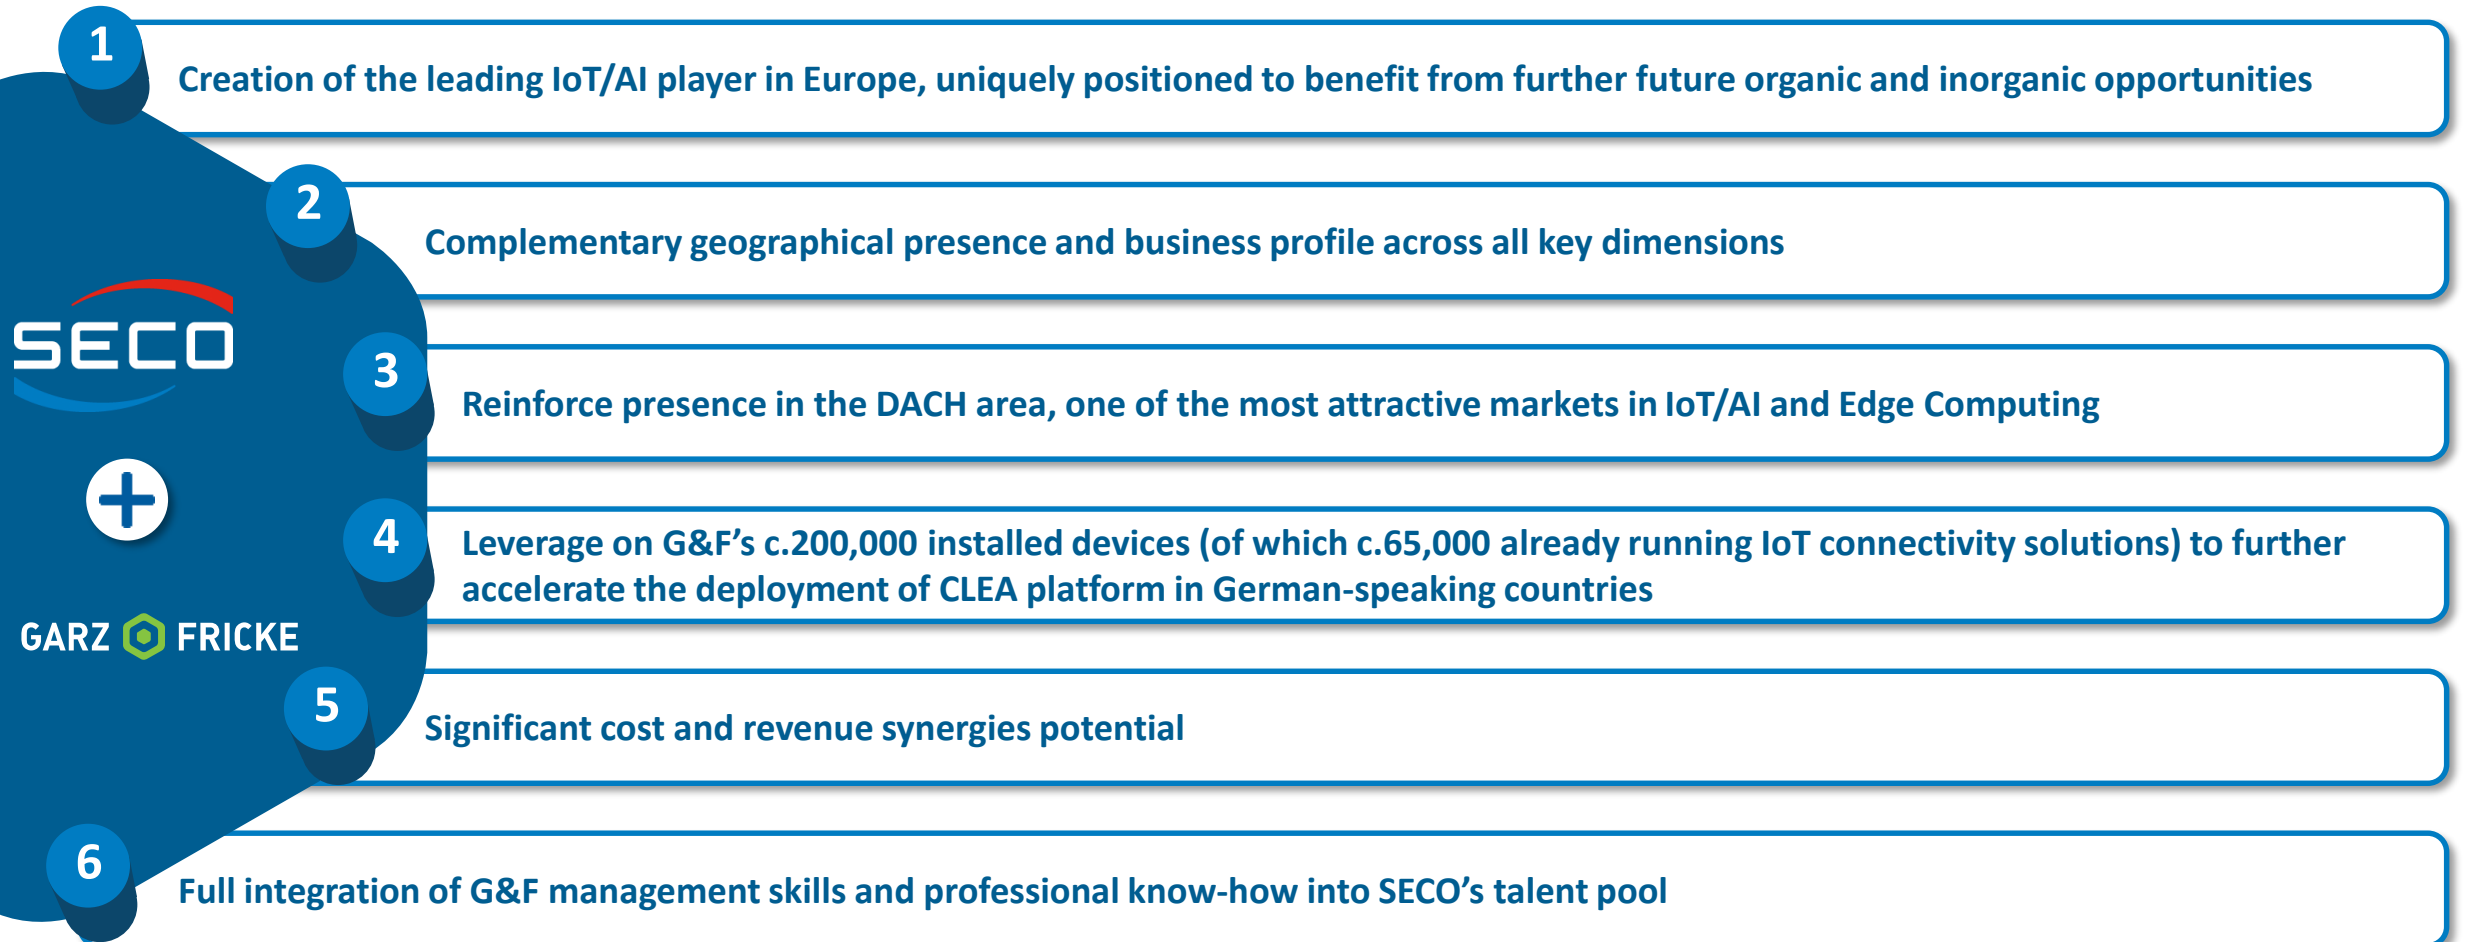 1
Creation of the leading IoT/AI player in Europe, uniquely positioned to benefit from further future organic and inorganic opportunities
2
Complementary geographical presence and business profile across all key dimensions
SECO
3
Reinforce presence in the DACH area, one of the most attractive markets in IoT/AI and Edge Computing
+
4
Leverage on G&F’s c.200,000 installed devices (of which c.65,000 already running IoT connectivity solutions) to further
accelerate the deployment of CLEA platform in German-speaking countries
GARZ FRICKE
5
Significant cost and revenue synergies potential
6
Full integration of G&F management skills and professional know-how into SECO’s talent pool